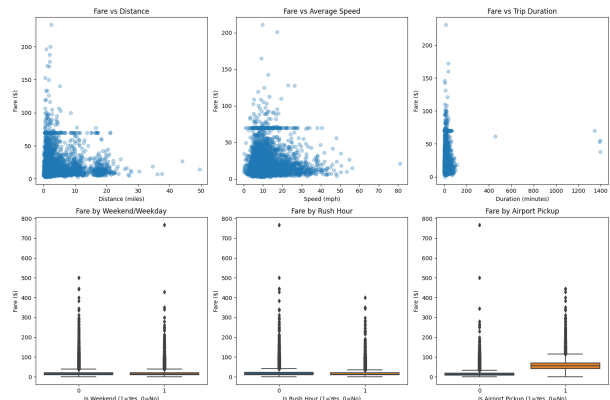 Fare vs Distance
Fare ($)
200
150
100
50
0
0 10 20 30 40 50
Distance (miles)
Fare vs Average Speed
Fare ($)
200
150
100
50
0
0 20 40 60 80
Speed (mph)
Fare vs Trip Duration
Fare ($)
200
150
100
50
0
0 200 400 600 800 1000 1200 1400
Duration (minutes)
Fare by Weekend/Weekday
Fare ($)
800
700
600
500
400
300
200
100
0
0 1
Is Weekend (1=Yes, 0=No)
Fare by Rush Hour
Fare ($)
800
700
600
500
400
300
200
100
0
0 1
Is Rush Hour (1=Yes, 0=No)
Fare by Airport Pickup
Fare ($)
800
700
600
500
400
300
200
100
0
0 1
Is Airport Pickup (1=Yes, 0=No)